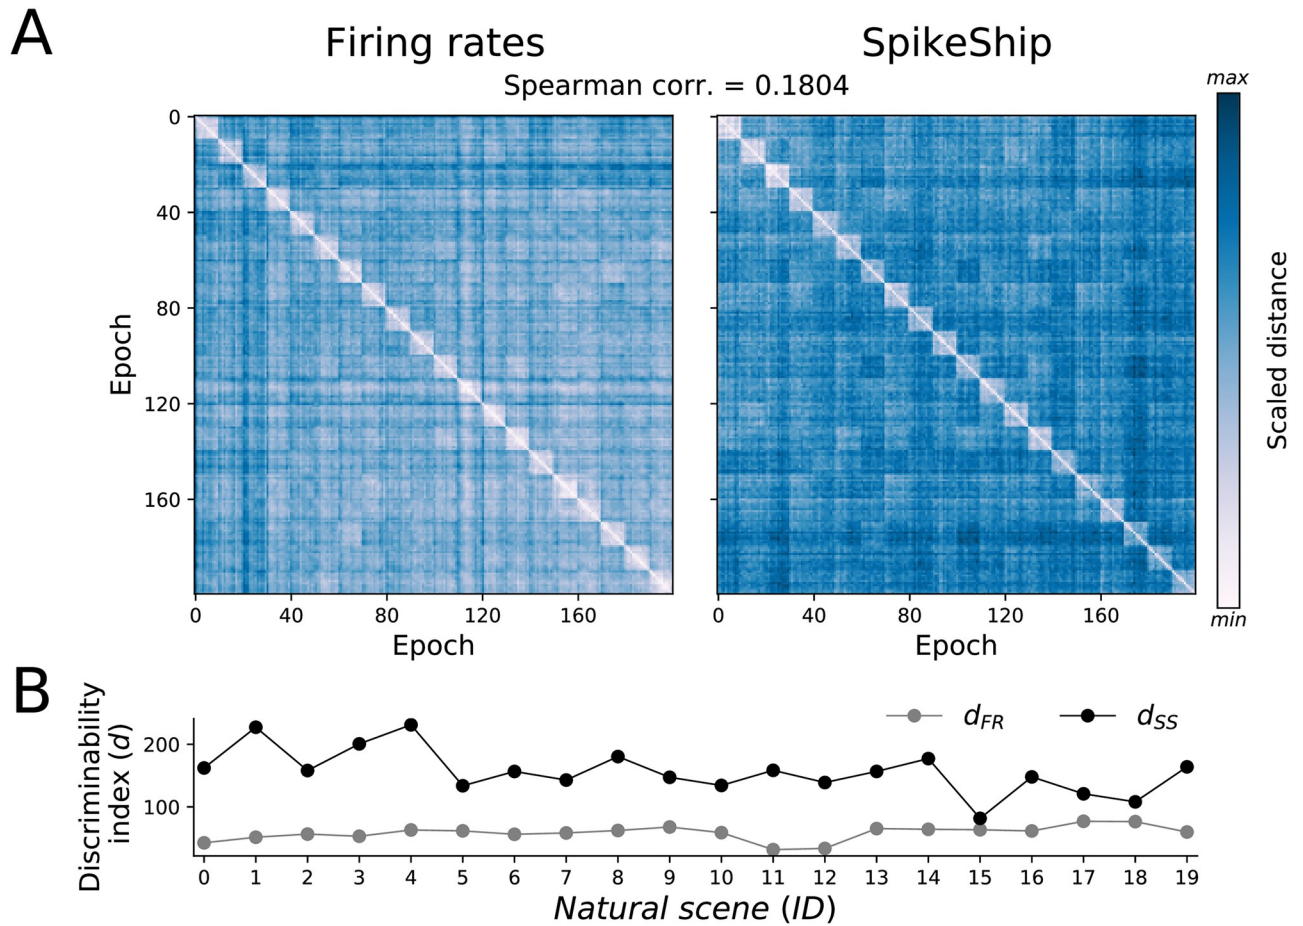 A
Firing rates
SpikeShip
Spearman corr. = 0.1804
max
0
40
80
120
160
Epoch
0 40 80 120 160
Epoch
0 40 80 120 160
Epoch
Scaled distance
min
B
Discriminability
index (d)
200
100
d_FR
d_SS
0 1 2 3 4 5 6 7 8 9 10 11 12 13 14 15 16 17 18 19
Natural scene (ID)